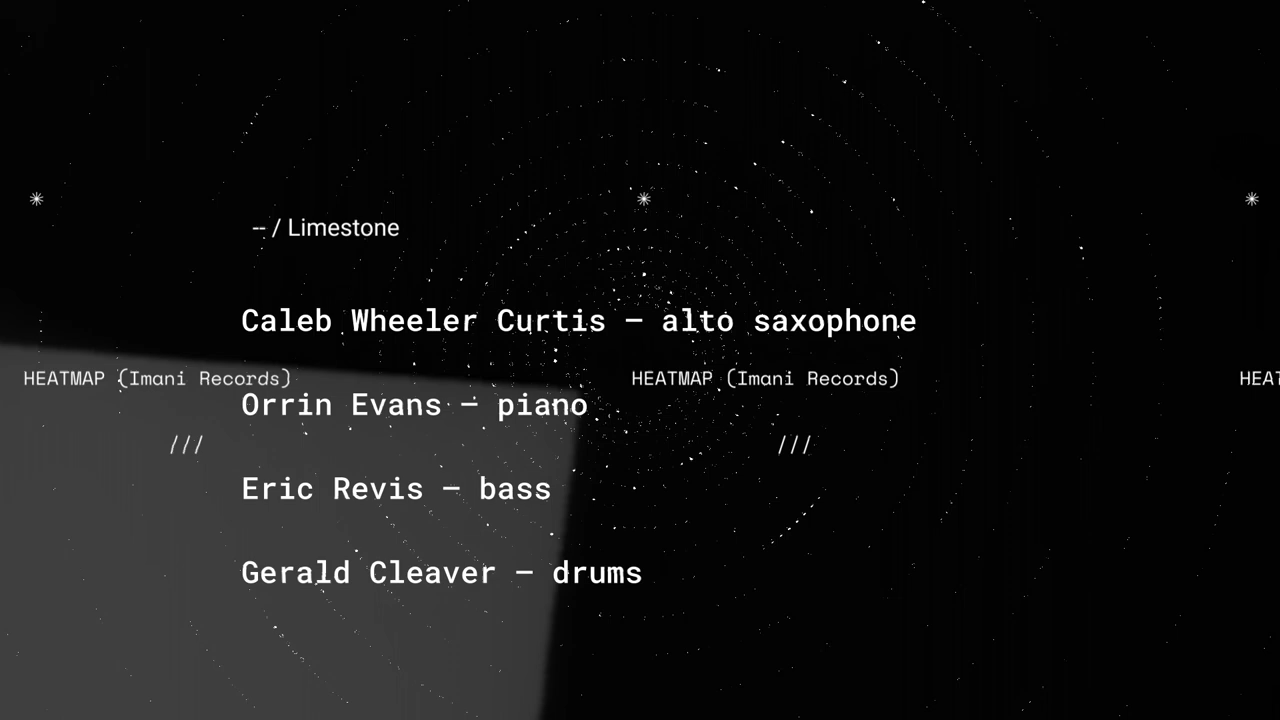 ✳ ✳ ✳
-- / Limestone
Caleb Wheeler Curtis – alto saxophone
HEATMAP (Imani Records) HEATMAP (Imani Records) HEAT
Orrin Evans – piano
/// ///
Eric Revis – bass
Gerald Cleaver – drums